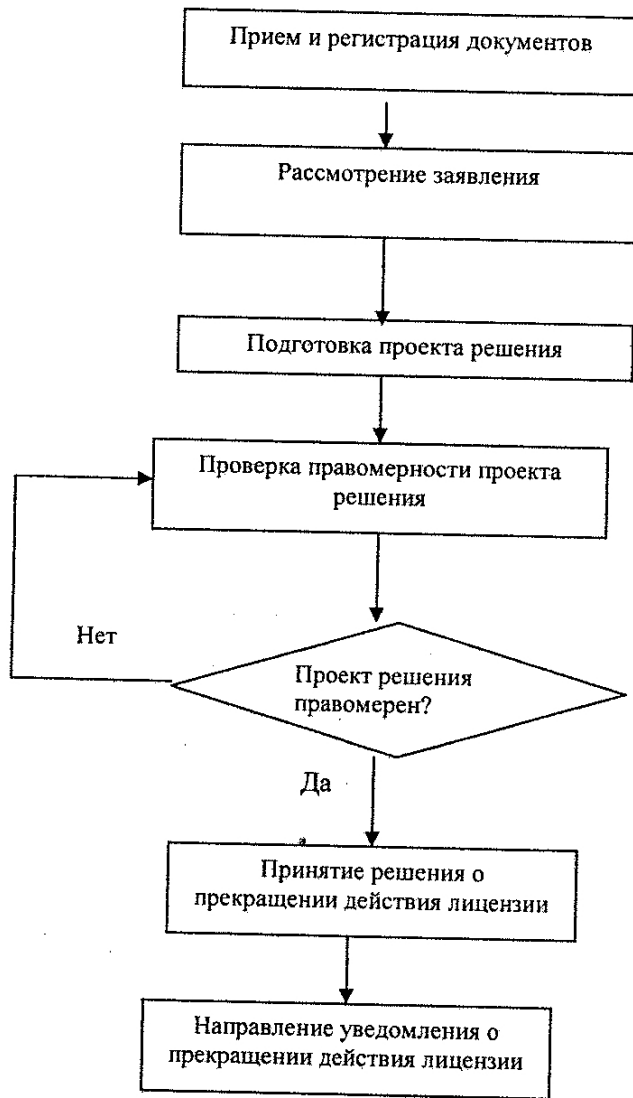 Прием и регистрация документов
Рассмотрение заявления
Подготовка проекта решения
Проверка правомерности проекта
решения
Нет
Проект решения
правомерен?
Да
Принятие решения о
прекращении действия лицензии
Направление уведомления о
прекращении действия лицензии